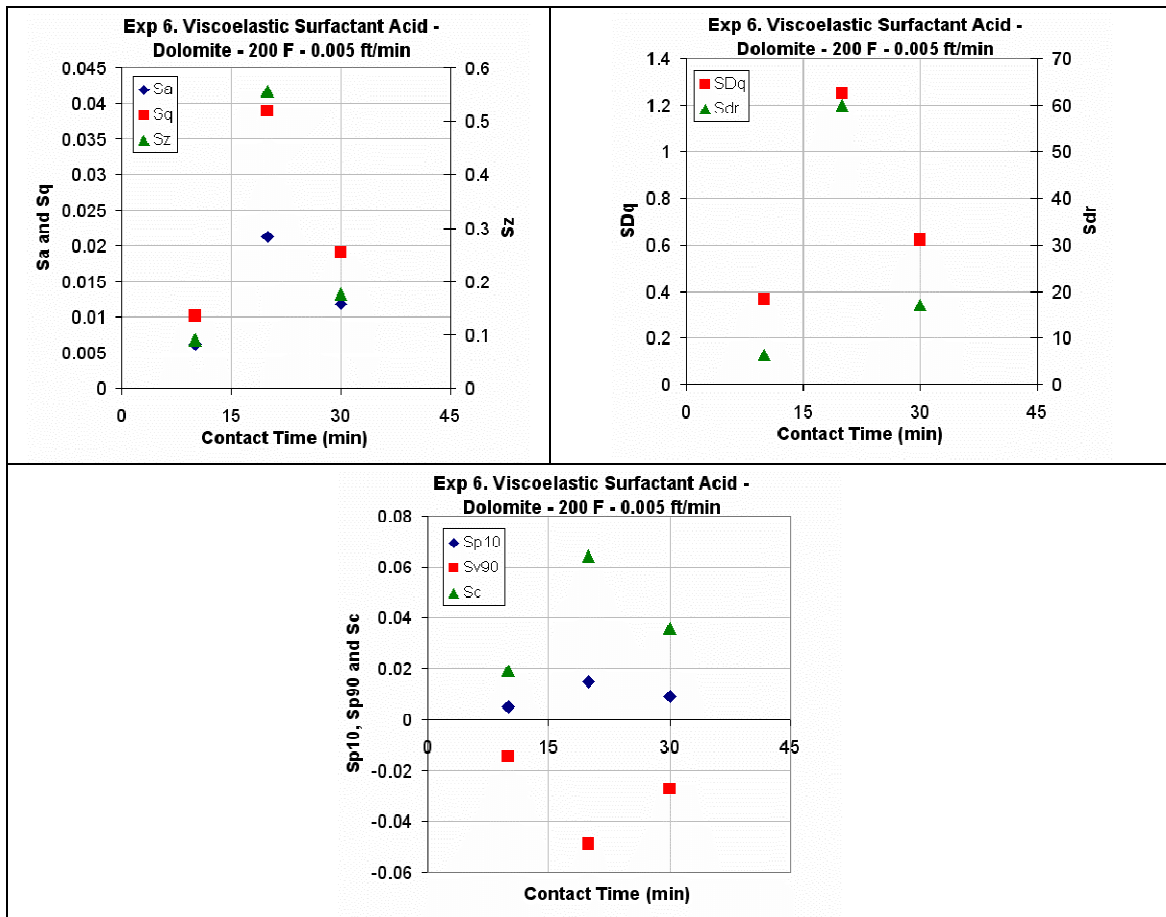 Exp 6. Viscoelastic Surfactant Acid -
Dolomite - 200 F - 0.005 ft/min
Sa and Sq
0.045
0.04
0.035
0.03
0.025
0.02
0.015
0.01
0.005
0
Sa
Sq
Sz
0.6
0.5
0.4
0.3
0.2
0.1
0
Sz
0
15
30
45
Contact Time (min)
Exp 6. Viscoelastic Surfactant Acid -
Dolomite - 200 F - 0.005 ft/min
SDq
1.4
1.2
1
0.8
0.6
0.4
0.2
0
SDq
Sdr
70
60
50
40
30
20
10
0
Sdr
0
15
30
45
Contact Time (min)
Exp 6. Viscoelastic Surfactant Acid -
Dolomite - 200 F - 0.005 ft/min
Sp10, Sp90 and Sc
0.08
0.06
0.04
0.02
0
-0.02
-0.04
-0.06
Sp10
Sv90
Sc
0
15
30
45
Contact Time (min)